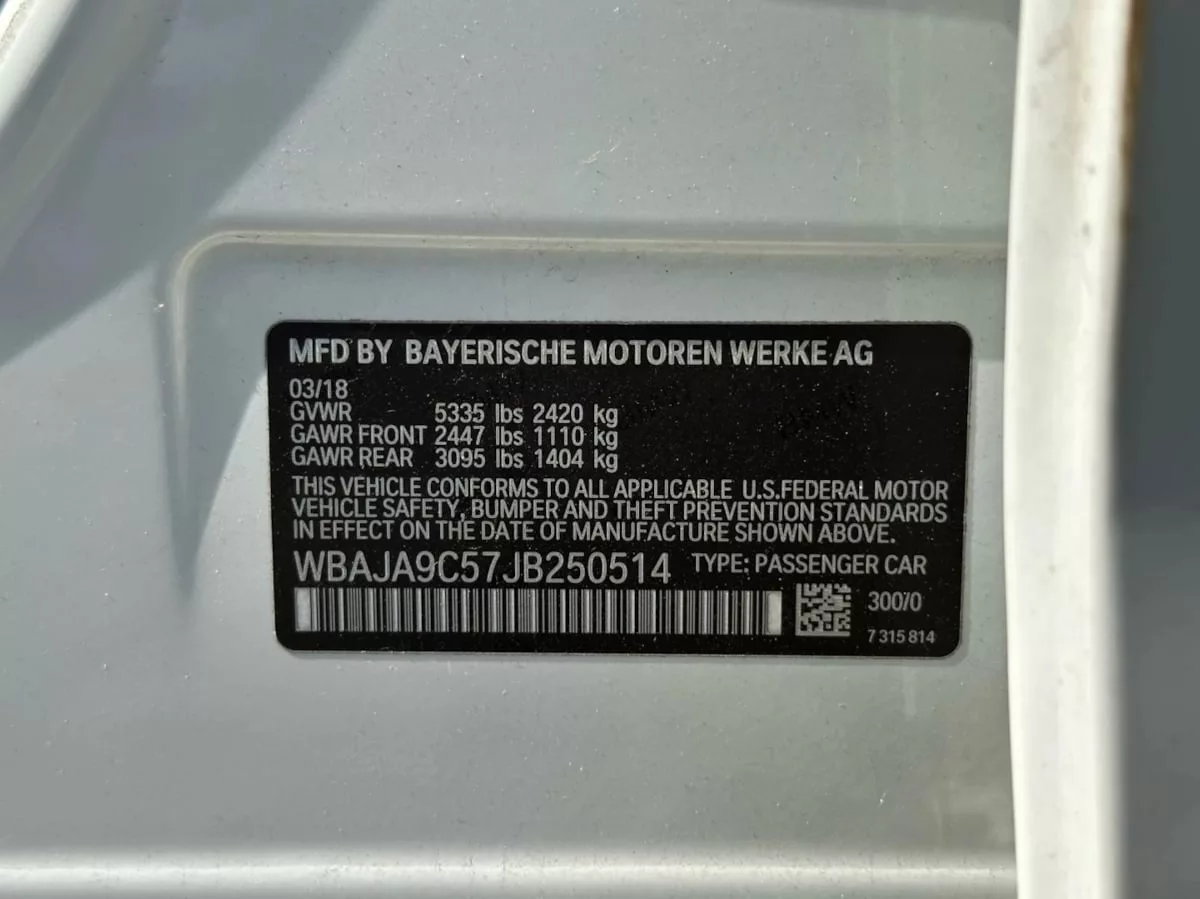 MFD BY BAYERISCHE MOTOREN WERKE AG
03/18
GVWR 5335 lbs 2420 kg
GAWR FRONT 2447 lbs 1110 kg
GAWR REAR 3095 lbs 1404 kg
THIS VEHICLE CONFORMS TO ALL APPLICABLE U.S.FEDERAL MOTOR
VEHICLE SAFETY, BUMPER AND THEFT PREVENTION STANDARDS
IN EFFECT ON THE DATE OF MANUFACTURE SHOWN ABOVE.
WBAJA9C57JB250514 TYPE: PASSENGER CAR
300/0
7 315 814